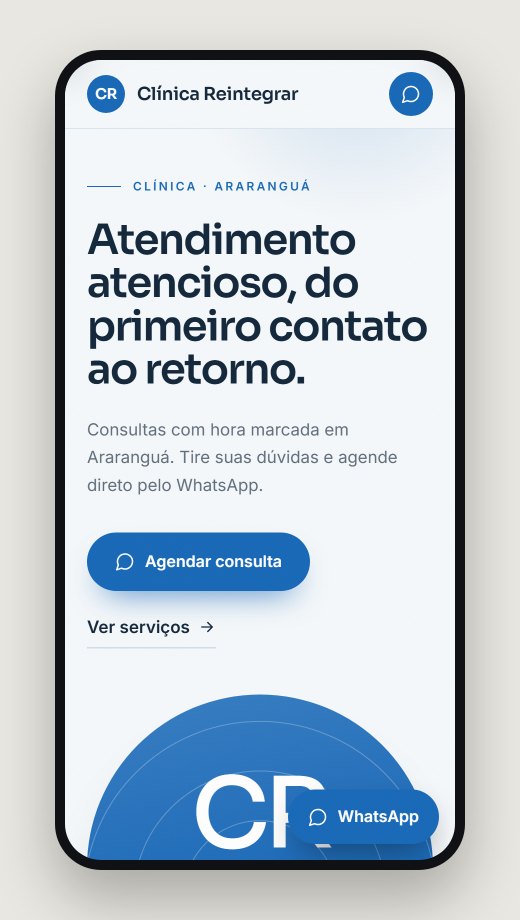 CR Clínica Reintegrar
CLÍNICA · ARARANGUÁ
Atendimento
atencioso, do
primeiro contato
ao retorno.
Consultas com hora marcada em
Araranguá. Tire suas dúvidas e agende
direto pelo WhatsApp.
Agendar consulta
Ver serviços →
CR
WhatsApp